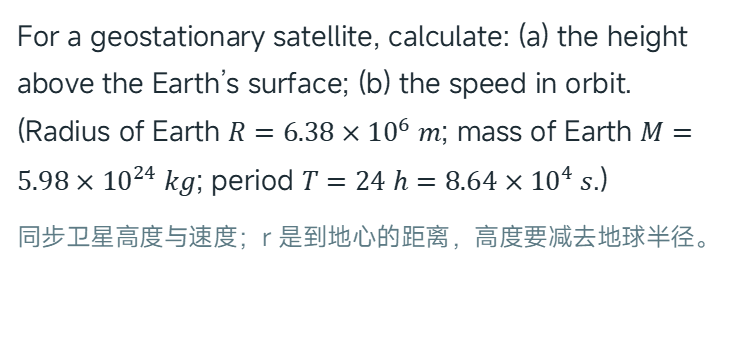 For a geostationary satellite, calculate: (a) the height
above the Earth’s surface; (b) the speed in orbit.
(Radius of Earth R = 6.38 × 10⁶ m; mass of Earth M =
5.98 × 10²⁴ kg; period T = 24 h = 8.64 × 10⁴ s.)
同步卫星高度与速度；r 是到地心的距离，高度要减去地球半径。